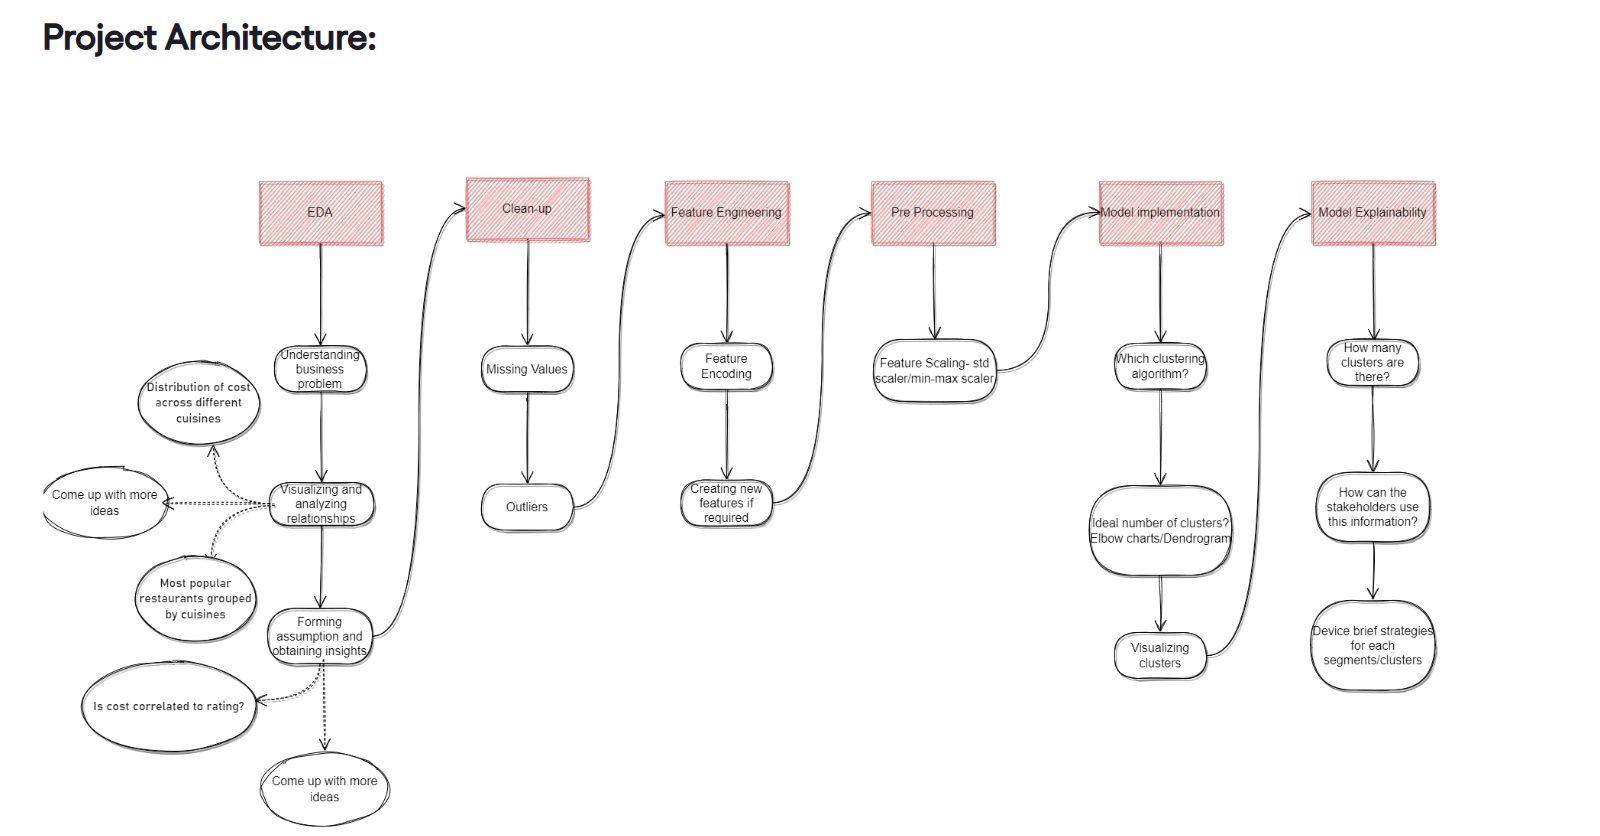 Project Architecture:
EDA
Clean-up
Feature Engineering
Pre Processing
Model implementation
Model Explainability
Understanding
business
problem
Missing Values
Feature
Encoding
Feature Scaling- std
scaler/min-max scaler
Which clustering
algorithm?
How many
clusters are
there?
Distribution of cost
across different
cuisines
Come up with more
ideas
Visualizing and
analyzing
relationships
Outliers
Creating new
features if
required
Ideal number of clusters?
Elbow charts/Dendrogram
How can the
stakeholders use
this information?
Most popular
restaurants grouped
by cuisines
Forming
assumption and
obtaining insights
Visualizing
clusters
Device brief strategies
for each
segments/clusters
Is cost correlated to rating?
Come up with more
ideas